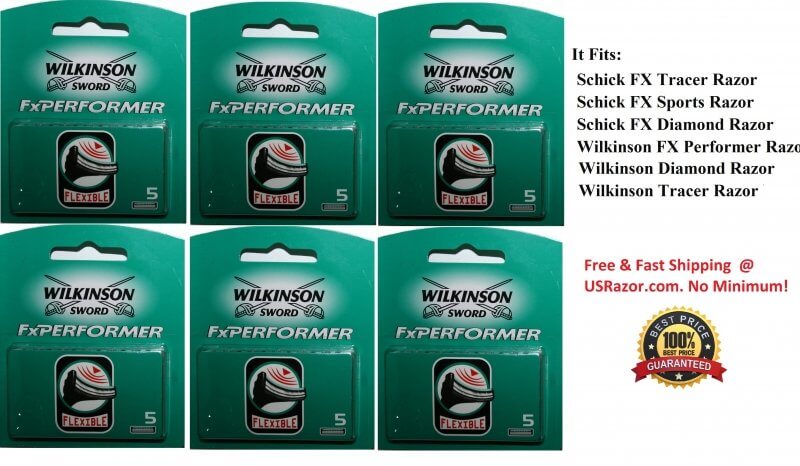 WILKINSON
SWORD
FxPERFORMER
FLEXIBLE
5
WILKINSON
SWORD
FxPERFORMER
FLEXIBLE
5
WILKINSON
SWORD
FxPERFORMER
FLEXIBLE
5
It Fits:
Schick FX Tracer Razor
Schick FX Sports Razor
Schick FX Diamond Razor
Wilkinson FX Performer Razo
Wilkinson Diamond Razor
Wilkinson Tracer Razor
WILKINSON
SWORD
FxPERFORMER
FLEXIBLE
5
WILKINSON
SWORD
FxPERFORMER
FLEXIBLE
5
WILKINSON
SWORD
FxPERFORMER
FLEXIBLE
5
Free & Fast Shipping @
USRazor.com. No Minimum!
BEST PRICE
100%
BEST PRICE
GUARANTEED